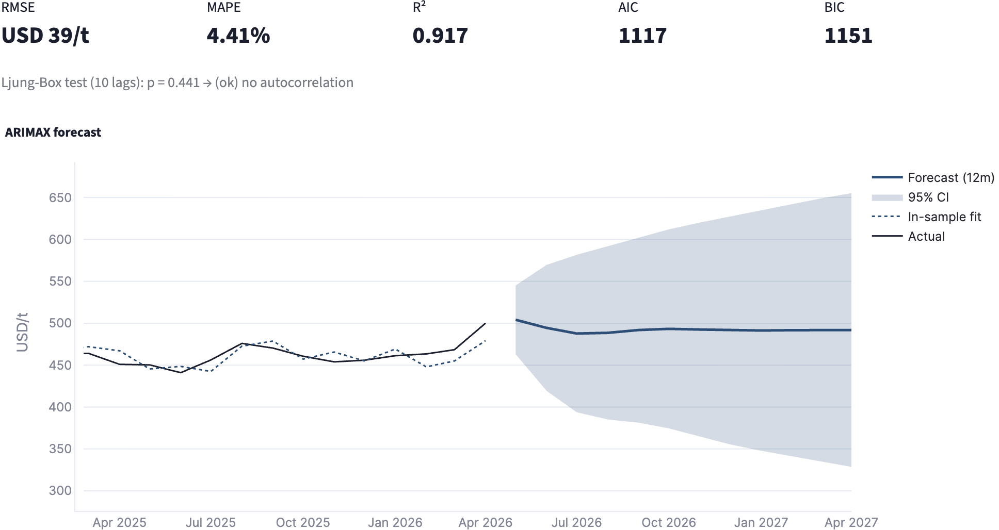 RMSE MAPE R² AIC BIC
USD 39/t 4.41% 0.917 1117 1151
Ljung-Box test (10 lags): p = 0.441 → (ok) no autocorrelation
ARIMAX forecast
Forecast (12m)
95% CI
In-sample fit
Actual
USD/t
650
600
550
500
450
400
350
300
Apr 2025 Jul 2025 Oct 2025 Jan 2026 Apr 2026 Jul 2026 Oct 2026 Jan 2027 Apr 2027